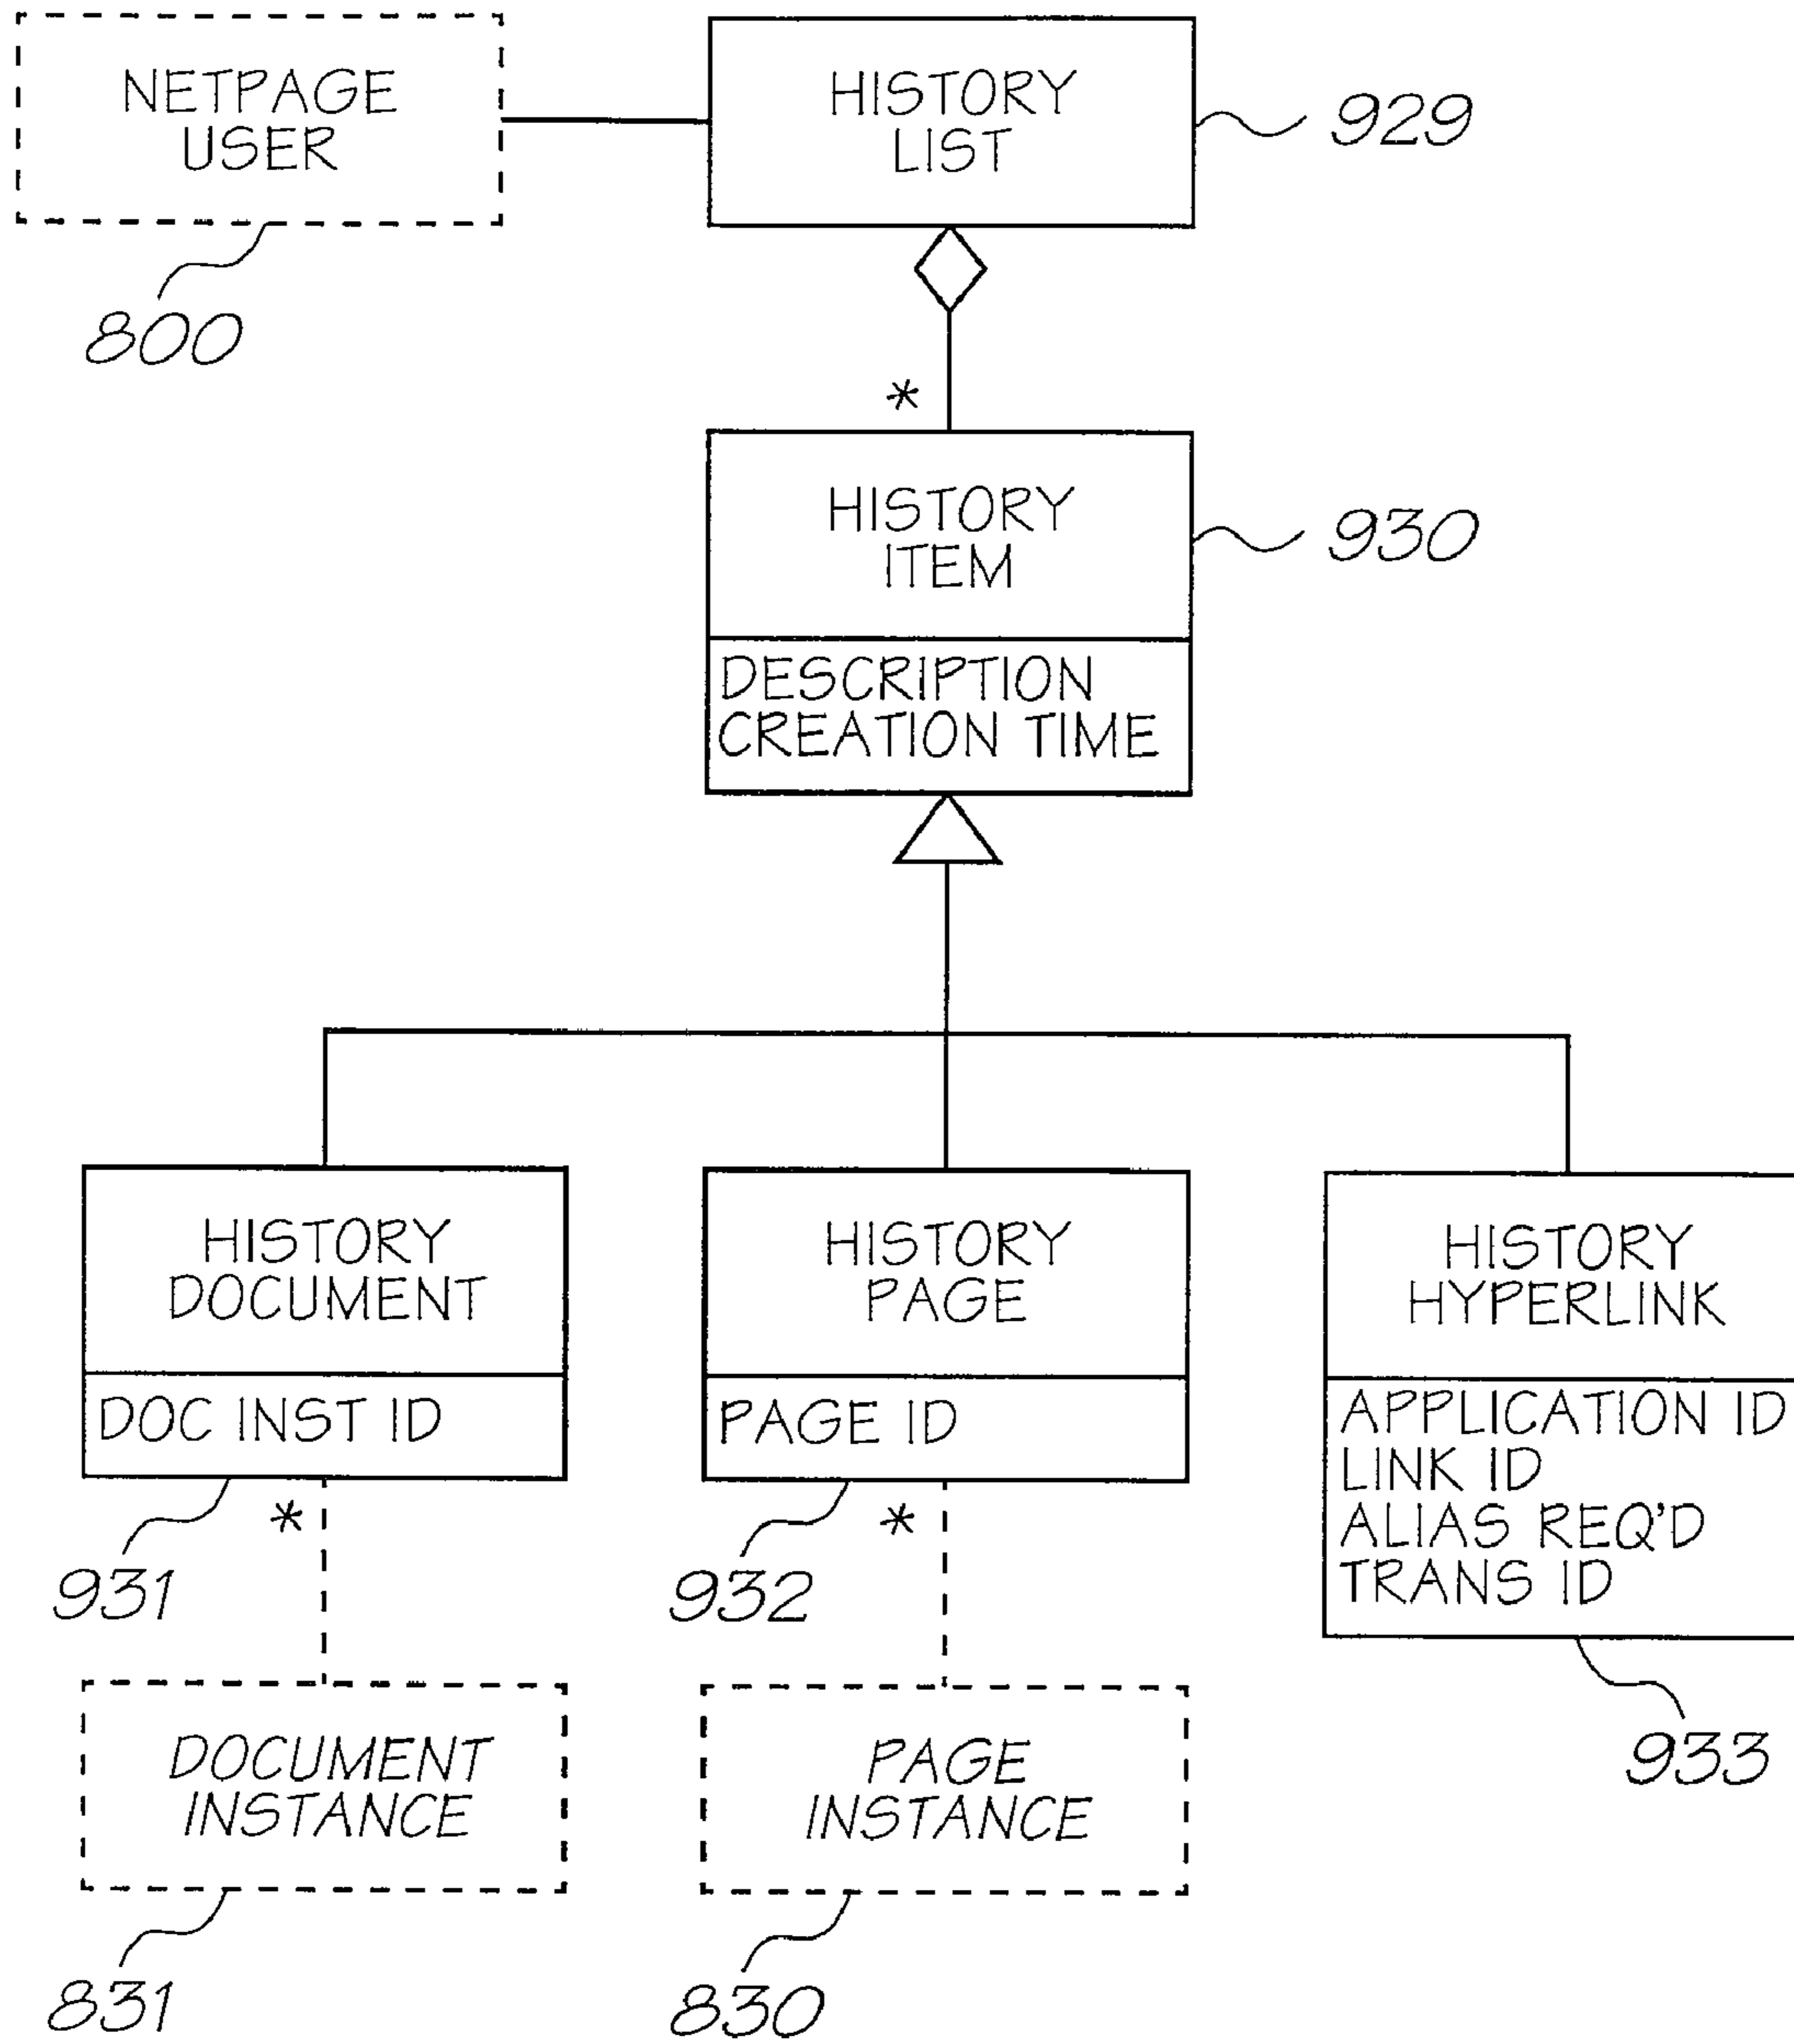 NETPAGE
USER
800
HISTORY
LIST
929
*
HISTORY
ITEM
930
DESCRIPTION
CREATION TIME
HISTORY
DOCUMENT
DOC INST ID
931
*
HISTORY
PAGE
PAGE ID
932
*
HISTORY
HYPERLINK
APPLICATION ID
LINK ID
ALIAS REQ'D
TRANS ID
933
DOCUMENT
INSTANCE
831
PAGE
INSTANCE
830